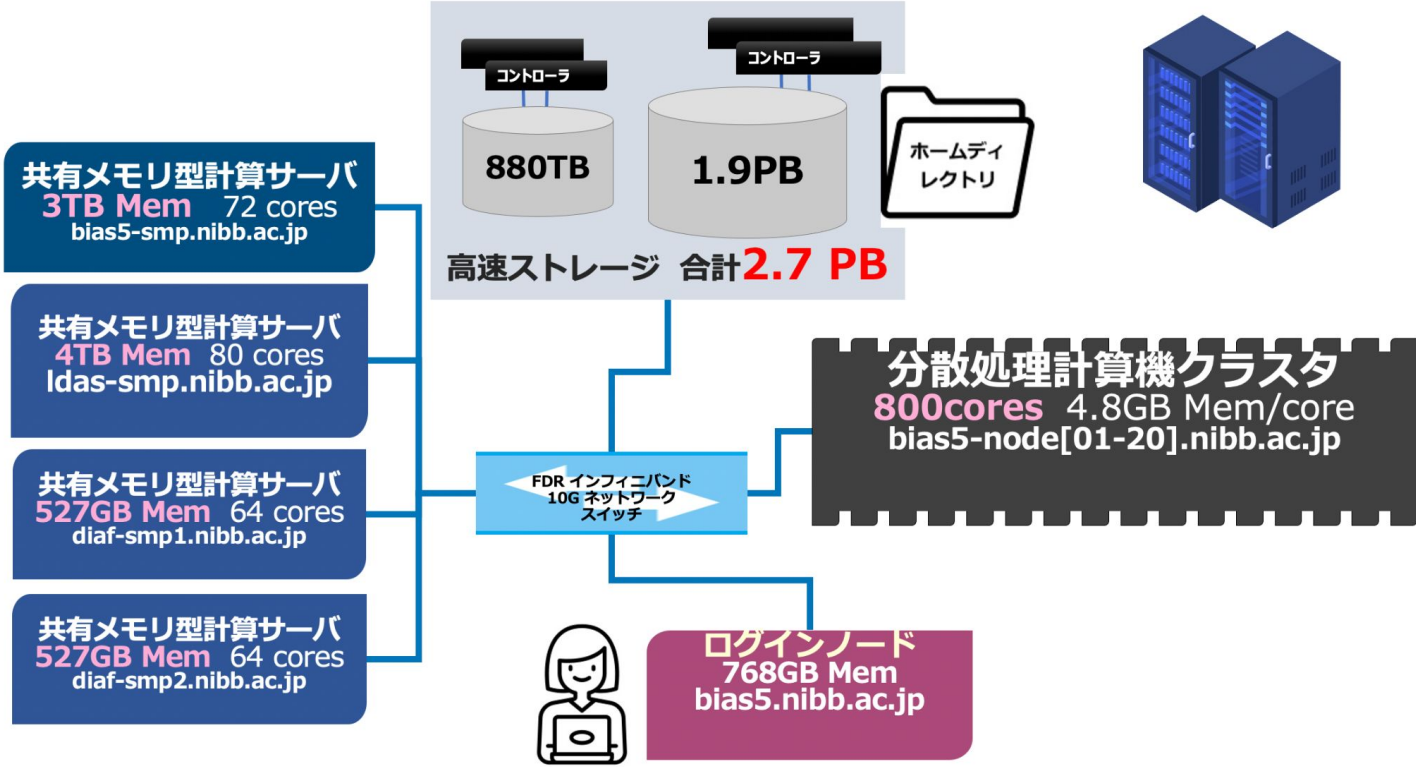 コントローラ
コントローラ
880TB
1.9PB
ホームディ
レクトリ
高速ストレージ 合計2.7 PB
共有メモリ型計算サーバ
3TB Mem 72 cores
bias5-smp.nibb.ac.jp
共有メモリ型計算サーバ
4TB Mem 80 cores
ldas-smp.nibb.ac.jp
共有メモリ型計算サーバ
527GB Mem 64 cores
diaf-smp1.nibb.ac.jp
共有メモリ型計算サーバ
527GB Mem 64 cores
diaf-smp2.nibb.ac.jp
FDR インフィニバンド
10G ネットワーク
スイッチ
分散処理計算機クラスタ
800cores 4.8GB Mem/core
bias5-node[01-20].nibb.ac.jp
ログインノード
768GB Mem
bias5.nibb.ac.jp